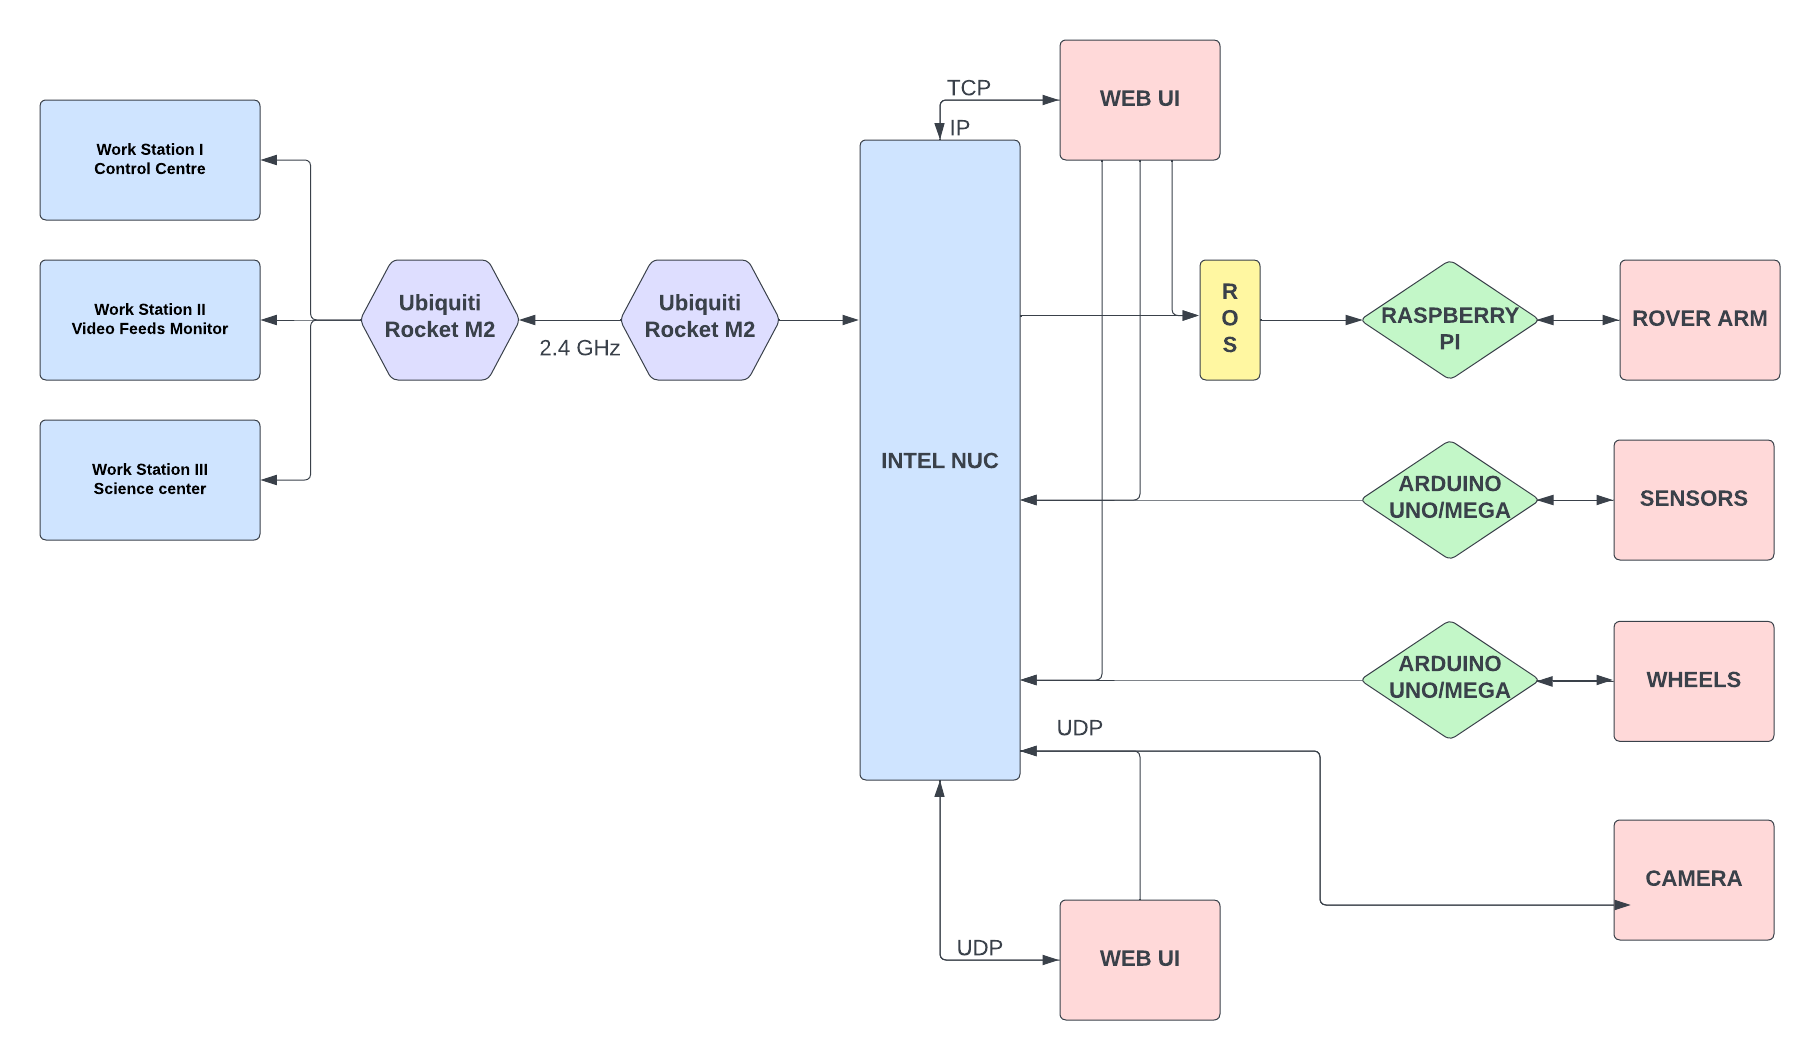 TCP
IP
WEB UI
Work Station I
Control Centre
Work Station II
Video Feeds Monitor
Work Station III
Science center
Ubiquiti
Rocket M2
2.4 GHz
Ubiquiti
Rocket M2
INTEL NUC
R
O
S
RASPBERRY
PI
ROVER ARM
ARDUINO
UNO/MEGA
SENSORS
ARDUINO
UNO/MEGA
WHEELS
UDP
CAMERA
UDP
WEB UI